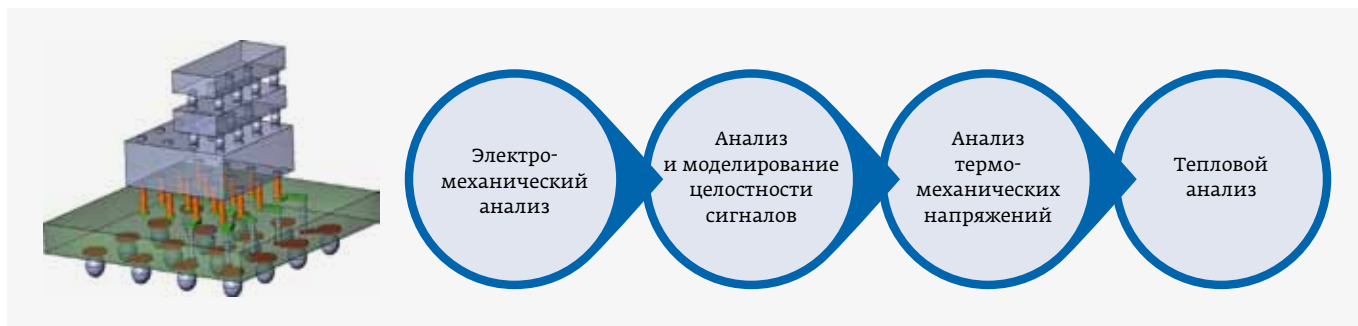 Электро-
механический
анализ
Анализ
и моделирование
целостности
сигналов
Анализ
термо-
механических
напряжений
Тепловой
анализ